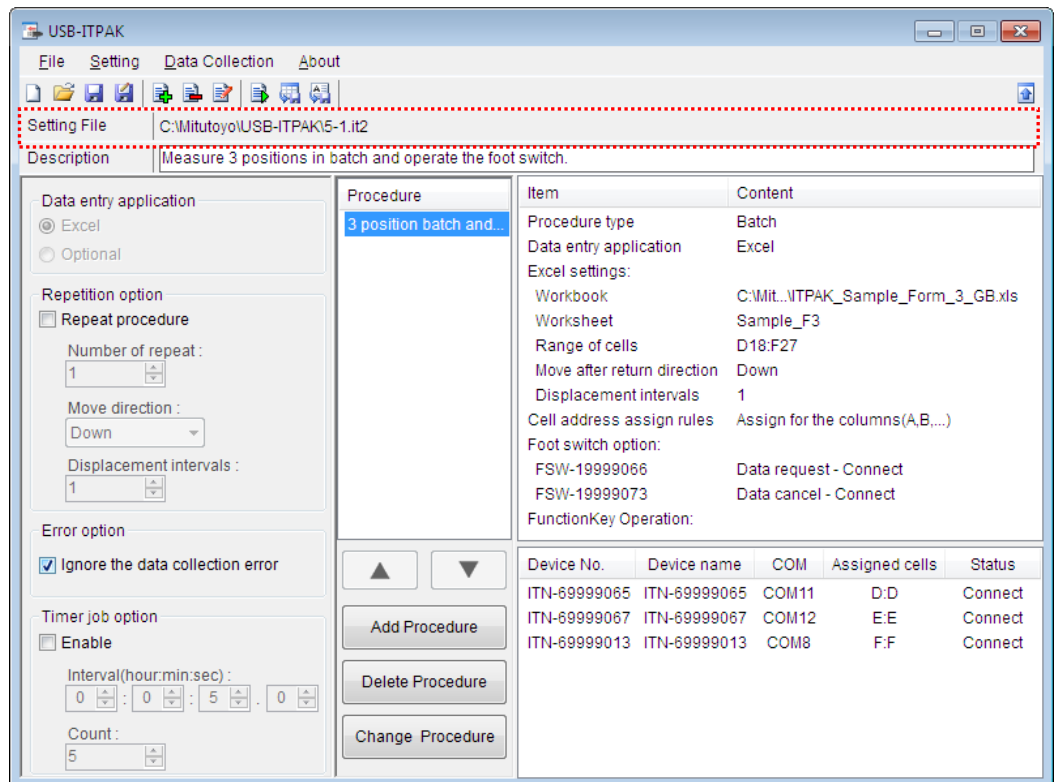 USB-ITPAK
File Setting Data Collection About
Setting File C:\Mitutoyo\USB-ITPAK\5-1.it2
Description Measure 3 positions in batch and operate the foot switch.
Data entry application
Excel
Optional
Repetition option
Repeat procedure
Number of repeat :
1
Move direction :
Down
Displacement intervals :
1
Error option
Ignore the data collection error
Timer job option
Enable
Interval(hour:min:sec) :
0 : 0 : 5 . 0
Count :
5
Procedure
3 position batch and...
Add Procedure
Delete Procedure
Change Procedure
Item Content
Procedure type Batch
Data entry application Excel
Excel settings:
Workbook C:\Mit...\ITPAK_Sample_Form_3_GB.xls
Worksheet Sample_F3
Range of cells D18:F27
Move after return direction Down
Displacement intervals 1
Cell address assign rules Assign for the columns(A,B,...)
Foot switch option:
FSW-19999066 Data request - Connect
FSW-19999073 Data cancel - Connect
FunctionKey Operation:
Device No. Device name COM Assigned cells Status
ITN-69999065 ITN-69999065 COM11 D:D Connect
ITN-69999067 ITN-69999067 COM12 E:E Connect
ITN-69999013 ITN-69999013 COM8 F:F Connect